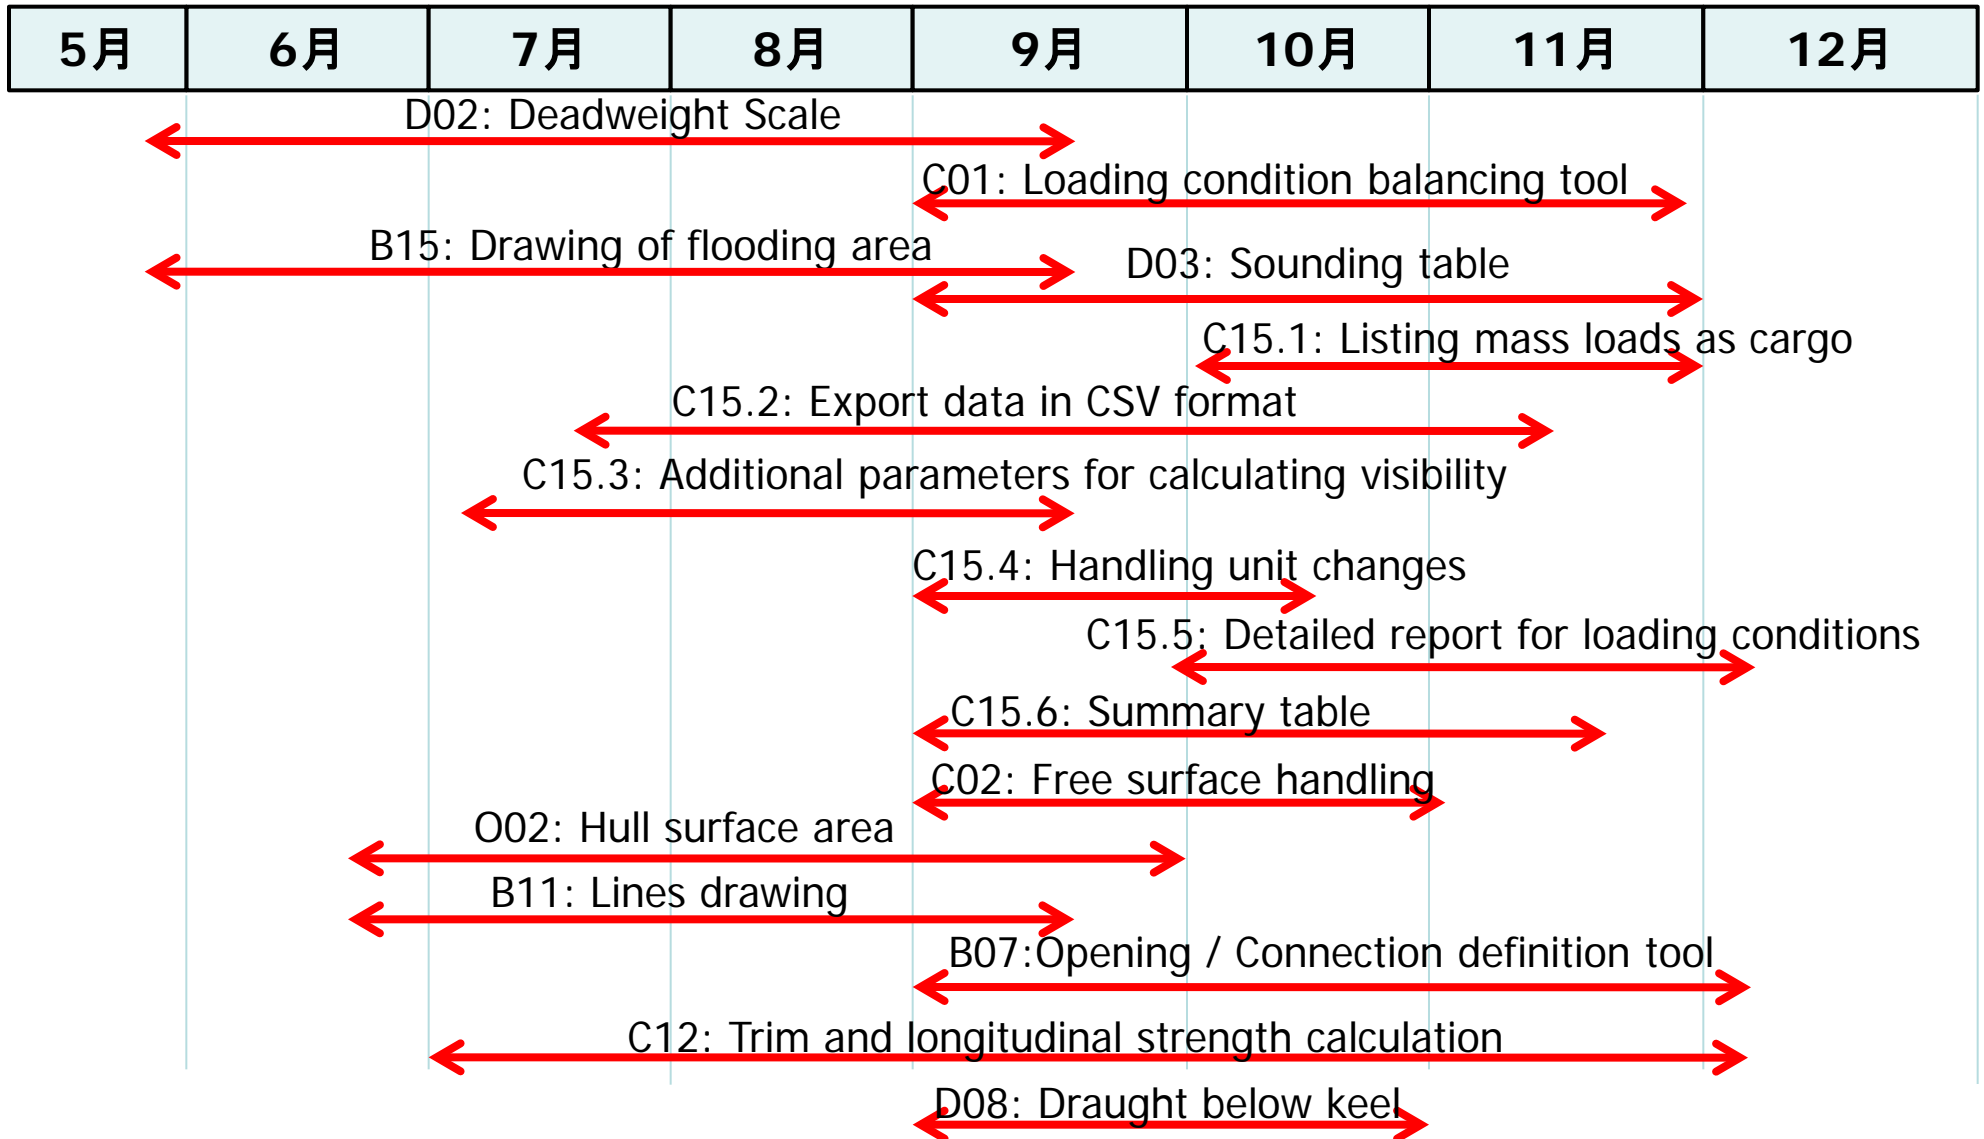 5月 6月 7月 8月 9月 10月 11月 12月
D02: Deadweight Scale
C01: Loading condition balancing tool
B15: Drawing of flooding area
D03: Sounding table
C15.1: Listing mass loads as cargo
C15.2: Export data in CSV format
C15.3: Additional parameters for calculating visibility
C15.4: Handling unit changes
C15.5: Detailed report for loading conditions
C15.6: Summary table
C02: Free surface handling
O02: Hull surface area
B11: Lines drawing
B07:Opening / Connection definition tool
C12: Trim and longitudinal strength calculation
D08: Draught below keel